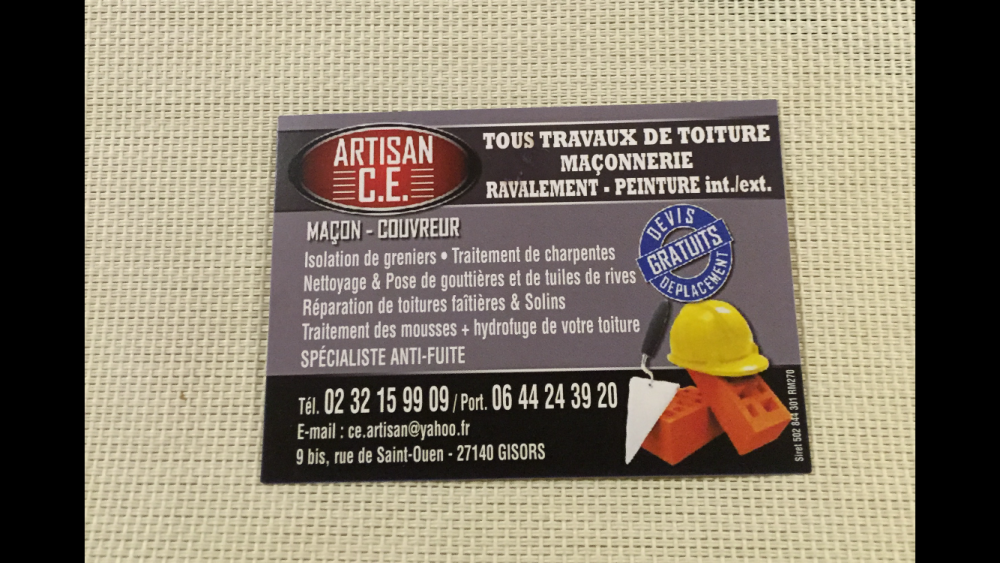 ARTISAN
C.E.
TOUS TRAVAUX DE TOITURE
MAÇONNERIE
RAVALEMENT - PEINTURE int./ext.
MAÇON - COUVREUR
Isolation de greniers • Traitement de charpentes
Nettoyage & Pose de gouttières et de tuiles de rives
Réparation de toitures faîtières & Solins
Traitement des mousses + hydrofuge de votre toiture
SPÉCIALISTE ANTI-FUITE
DEVIS
GRATUITS
DEPLACEMENT
Tél. 02 32 15 99 09 / Port. 06 44 24 39 20
E-mail : ce.artisan@yahoo.fr
9 bis, rue de Saint-Ouen - 27140 GISORS
Siret 502 844 301 RM270